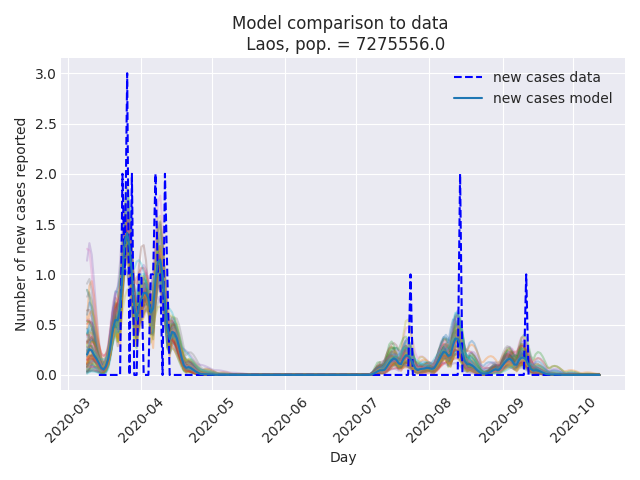 Model comparison to data
Laos, pop. = 7275556.0
new cases data
new cases model
Number of new cases reported
3.0
2.5
2.0
1.5
1.0
0.5
0.0
2020-03
2020-04
2020-05
2020-06
2020-07
2020-08
2020-09
2020-10
Day